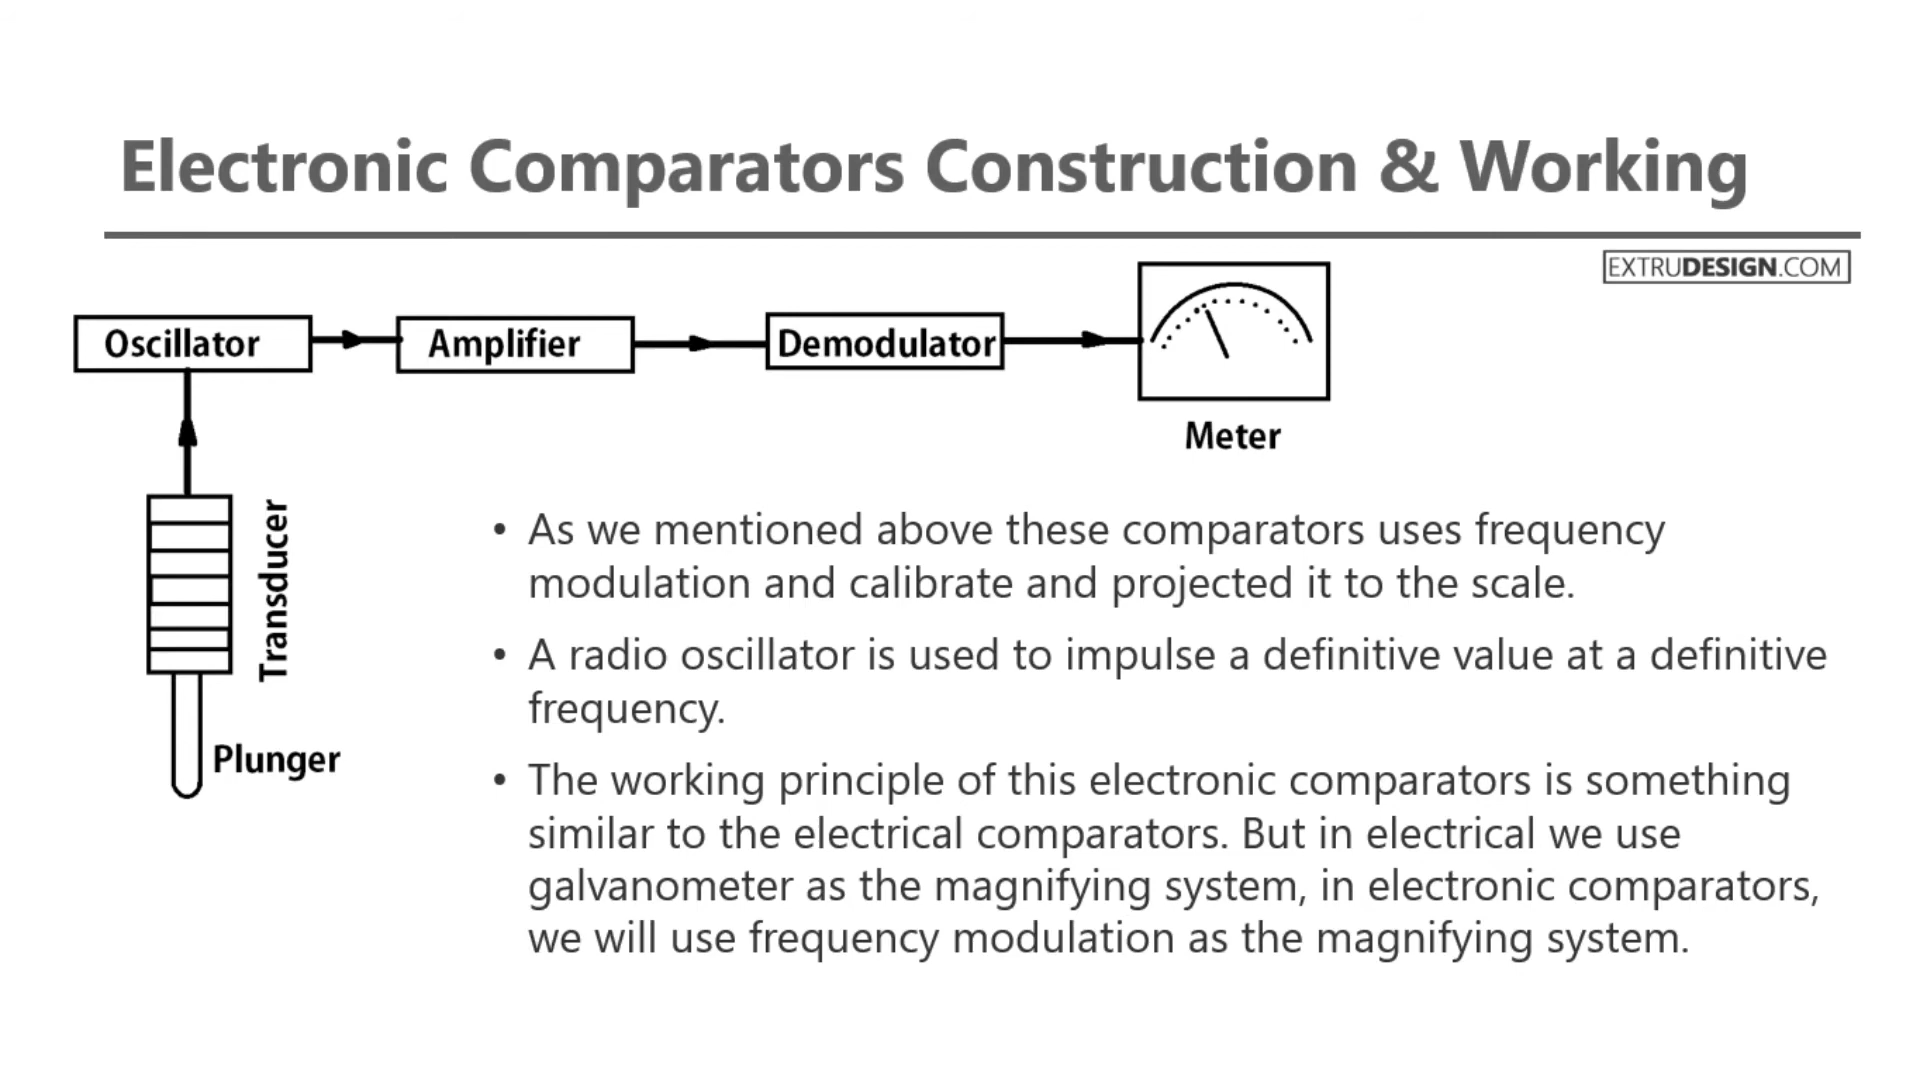 Electronic Comparators Construction & Working
EXTRUDESIGN.COM
Oscillator
Amplifier
Demodulator
Meter
Transducer
Plunger
• As we mentioned above these comparators uses frequency
modulation and calibrate and projected it to the scale.
• A radio oscillator is used to impulse a definitive value at a definitive
frequency.
• The working principle of this electronic comparators is something
similar to the electrical comparators. But in electrical we use
galvanometer as the magnifying system, in electronic comparators,
we will use frequency modulation as the magnifying system.